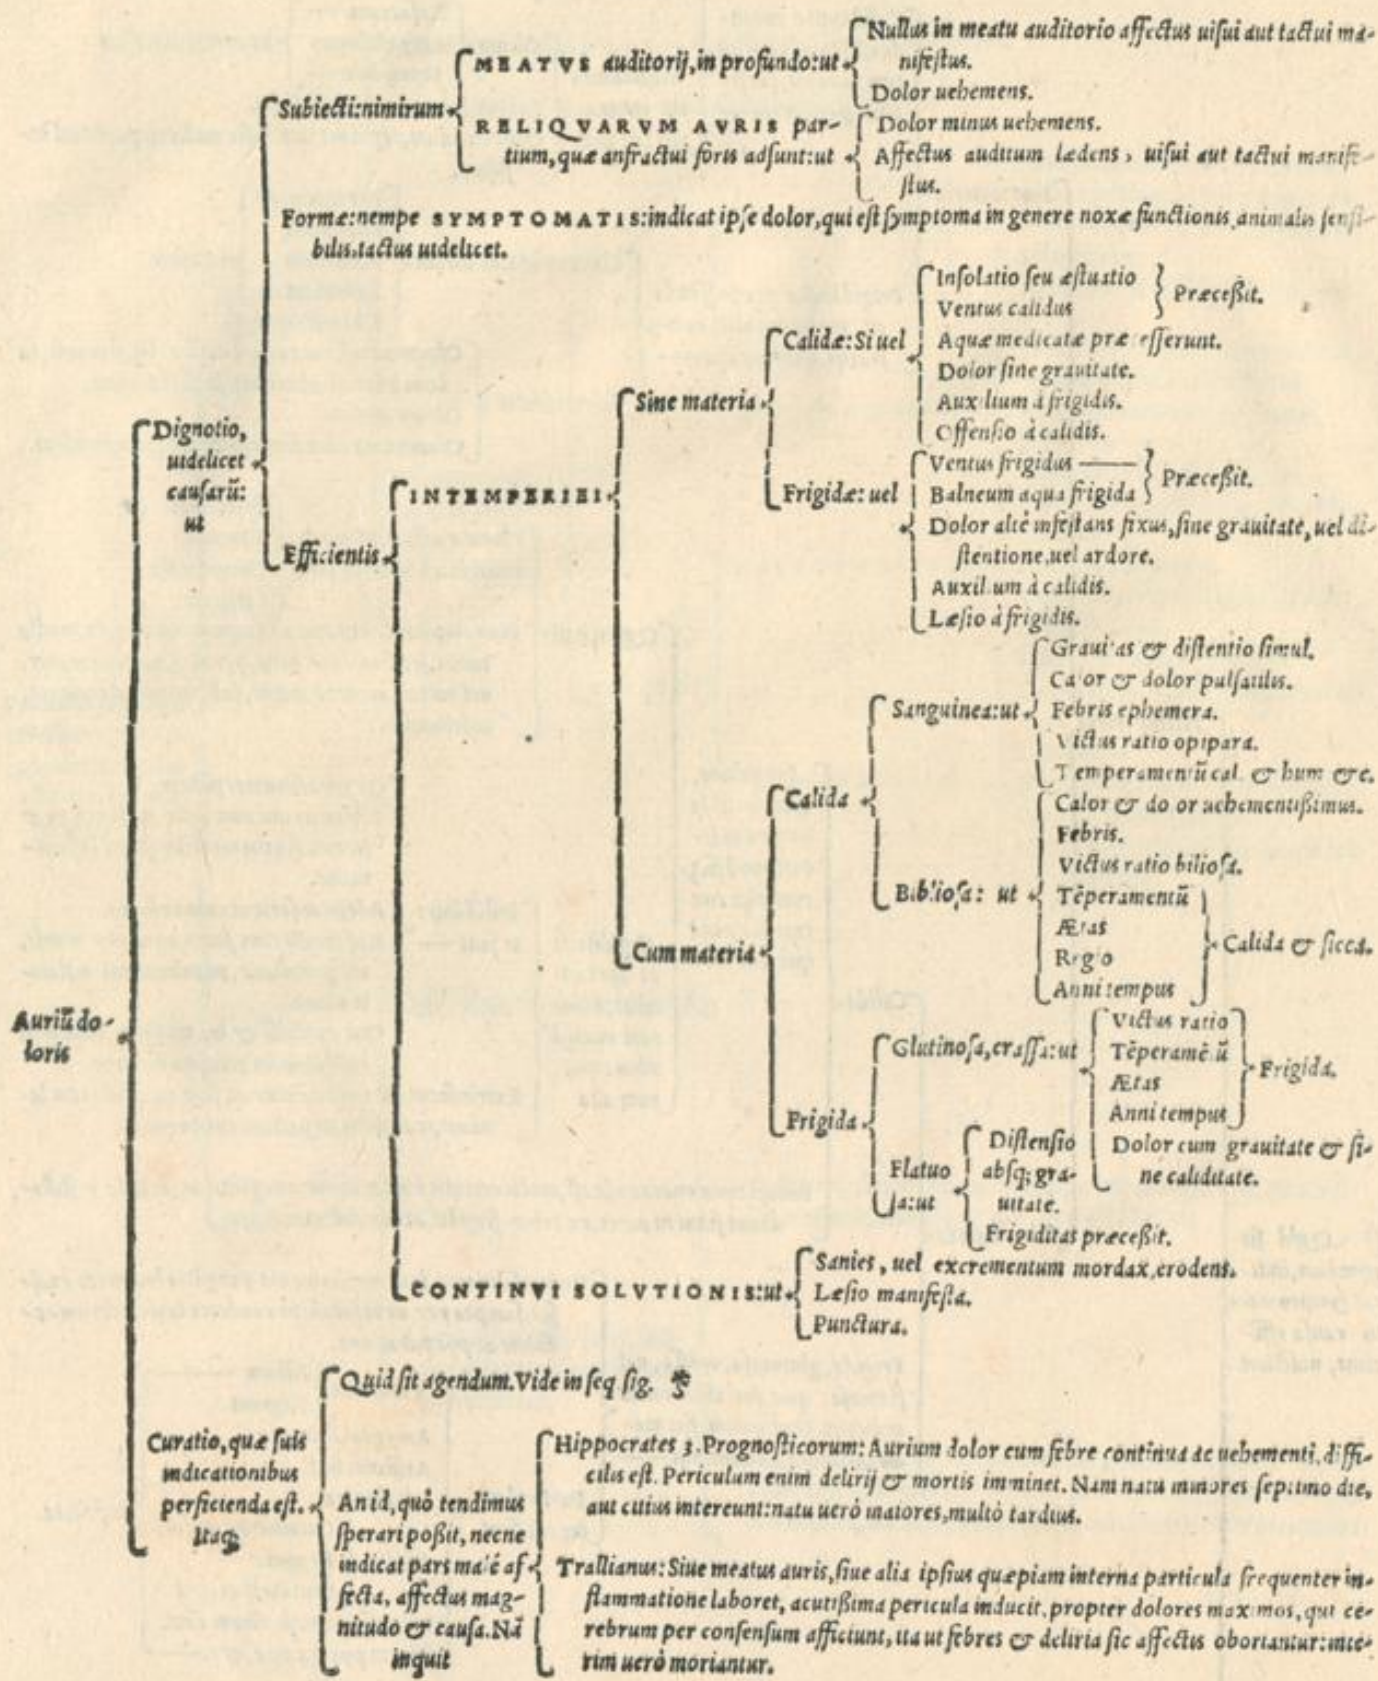 Nullus in meatu auditorio affectus uisui aut tactui ma-
nifestus.
MEATVS auditorij, in profundo: ut
Dolor uehemens.
Subiecti: nimirum
RELIQVARVM AVRIS par-
tium, quæ anfractui foris adsunt: ut
Dolor minus uehemens.
Affectus auditum lædens, uisui aut tactui manife-
stus.
Formæ: nempe SYMPTOMATIS: indicat ipse dolor, qui est symptoma in genere noxæ functionis animalis sensi-
bilis, tactus uidelicet.
Dignotio,
uidelicet
causarũ:
ut
Efficientis
INTEMPERIEI
Sine materia
Calidæ: Si uel
Insolatio seu æstuatio
Ventus calidus
Præceßit.
Aquæ medicatæ præ esserunt.
Dolor sine grauitate.
Auxilium à frigidis.
Offensio à calidis.
Frigidæ: uel
Ventus frigidus
Balneum aqua frigida
Præceßit.
Dolor altè infestans fixus, sine grauitate, uel di-
stentione, uel ardore.
Auxilium à calidis.
Læsio à frigidis.
Cum materia
Calida
Sanguinea: ut
Grauitas & distentio simul.
Calor & dolor pulsatilis.
Febris ephemera.
Victus ratio opipara.
Temperamentũ cal. & hum &c.
Bibliosa: ut
Calor & dolor uehementißimus.
Febris.
Victus ratio biliosa.
Tẽperamentũ
Ætas
Regio
Anni tempus
Calida & sicca.
Frigida
Glutinosa, crassa: ut
Victus ratio
Tẽperamẽtũ
Ætas
Anni tempus
Frigida.
Dolor cum grauitate & si-
ne caliditate.
Flatuo
sa: ut
Distensio
absq; gra-
uitate.
Frigiditas præceßit.
CONTINVI SOLVTIONIS: ut
Sanies, uel excrementum mordax, erodens.
Læsio manifesta.
Punctura.
Auriũ do-
loris
Curatio, quæ suis
indicationibus
perficienda est.
Itaq;
Quid sit agendum. Vide in seq sig.
An id, quò tendimus
sperari poßit, necne
indicat pars malè af
fecta, affectus mag-
nitudo & causa. Nã
inquit
Hippocrates 3. Prognosticorum: Aurium dolor cum febre continua ac uehementi, diffi-
cilis est. Periculum enim delirij & mortis imminet. Nam natu minores septimo die,
aut citius intereunt: natu uerò maiores, multò tardius.
Trallianus: Siue meatus auris, siue alia ipsius quæpiam interna particula frequenter in-
flammatione laboret, acutißima pericula inducit, propter dolores maximos, qui ce-
rebrum per consensum afficiunt, ita ut febres & deliria sic affectis oboriantur: inte-
rim uerò moriantur.